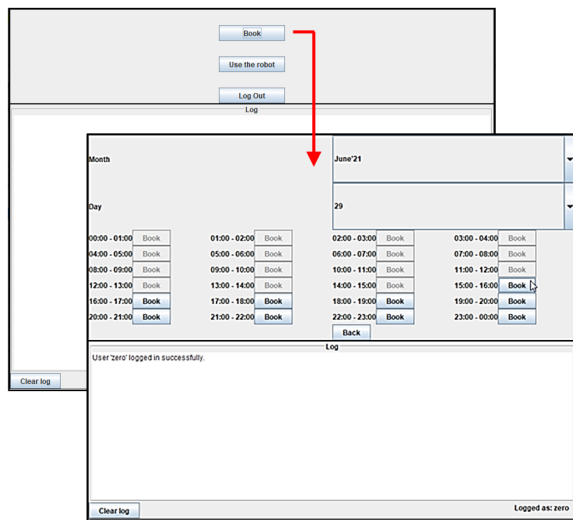 Book
Use the robot
Log Out
Log
Clear log
Month June'21
Day 29
00:00 - 01:00 Book 01:00 - 02:00 Book 02:00 - 03:00 Book 03:00 - 04:00 Book
04:00 - 05:00 Book 05:00 - 06:00 Book 06:00 - 07:00 Book 07:00 - 08:00 Book
08:00 - 09:00 Book 09:00 - 10:00 Book 10:00 - 11:00 Book 11:00 - 12:00 Book
12:00 - 13:00 Book 13:00 - 14:00 Book 14:00 - 15:00 Book 15:00 - 16:00 Book
16:00 - 17:00 Book 17:00 - 18:00 Book 18:00 - 19:00 Book 19:00 - 20:00 Book
20:00 - 21:00 Book 21:00 - 22:00 Book 22:00 - 23:00 Book 23:00 - 00:00 Book
Back
Log
User 'zero' logged in successfully.
Clear log Logged as: zero